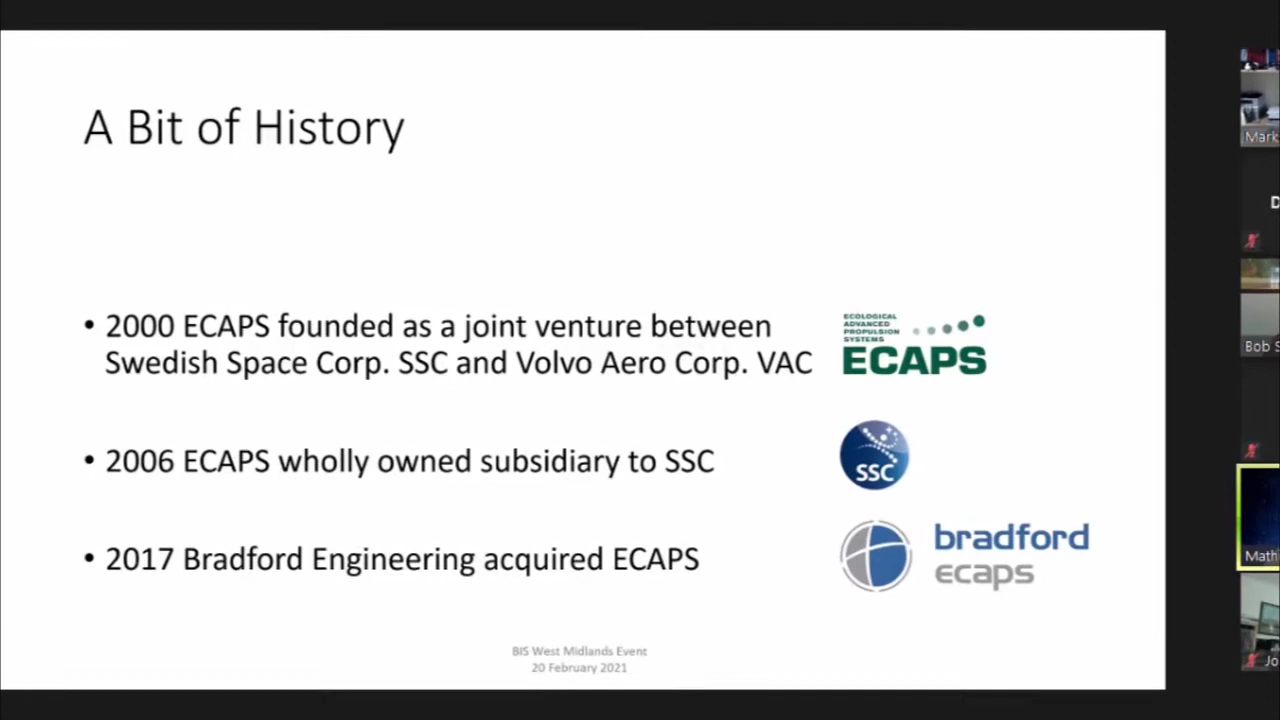 A Bit of History
• 2000 ECAPS founded as a joint venture between
Swedish Space Corp. SSC and Volvo Aero Corp. VAC
ECOLOGICAL
ADVANCED
PROPULSION
SYSTEMS
ECAPS
• 2006 ECAPS wholly owned subsidiary to SSC
SSC
• 2017 Bradford Engineering acquired ECAPS
bradford
ecaps
BIS West Midlands Event
20 February 2021
Mark
D
Bob S
Math
Jo